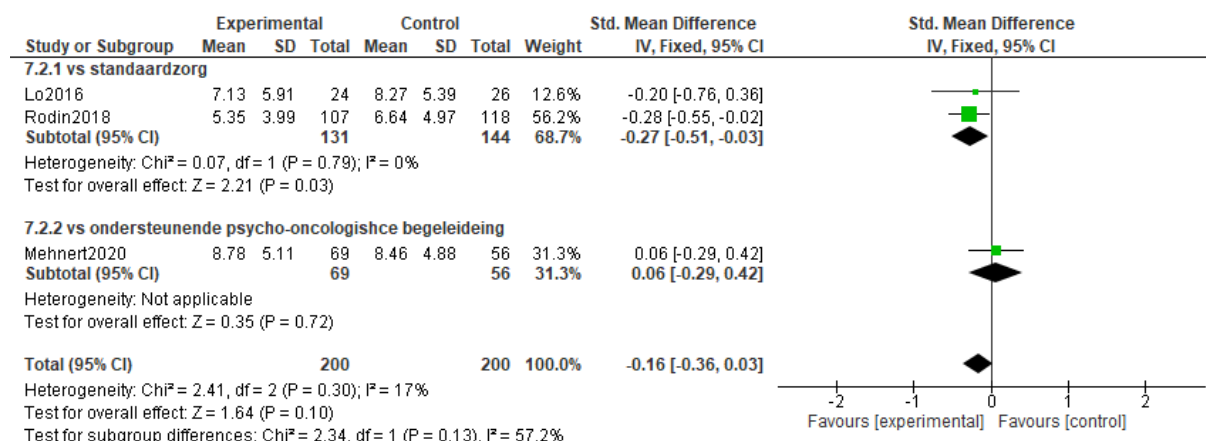 Experimental Control Std. Mean Difference Std. Mean Difference
Study or Subgroup Mean SD Total Mean SD Total Weight IV, Fixed, 95% CI IV, Fixed, 95% CI
7.2.1 vs standaardzorg
Lo2016 7.13 5.91 24 8.27 5.39 26 12.6% -0.20 [-0.76, 0.36]
Rodin2018 5.35 3.99 107 6.64 4.97 118 56.2% -0.28 [-0.55, -0.02]
Subtotal (95% CI) 131 144 68.7% -0.27 [-0.51, -0.03]
Heterogeneity: Chi² = 0.07, df = 1 (P = 0.79); I² = 0%
Test for overall effect: Z = 2.21 (P = 0.03)
7.2.2 vs ondersteunende psycho-oncologishce begeleideing
Mehnert2020 8.78 5.11 69 8.46 4.88 56 31.3% 0.06 [-0.29, 0.42]
Subtotal (95% CI) 69 56 31.3% 0.06 [-0.29, 0.42]
Heterogeneity: Not applicable
Test for overall effect: Z = 0.35 (P = 0.72)
Total (95% CI) 200 200 100.0% -0.16 [-0.36, 0.03]
Heterogeneity: Chi² = 2.41, df = 2 (P = 0.30); I² = 17%
Test for overall effect: Z = 1.64 (P = 0.10)
Test for subgroup differences: Chi² = 2.34, df = 1 (P = 0.13), I² = 57.2%
-2 -1 0 1 2
Favours [experimental] Favours [control]